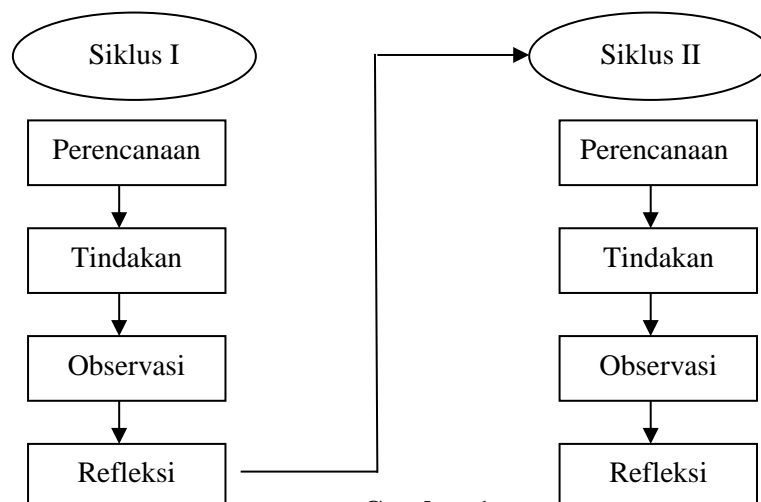 Siklus I
Perencanaan
Tindakan
Observasi
Refleksi
Siklus II
Perencanaan
Tindakan
Observasi
Refleksi